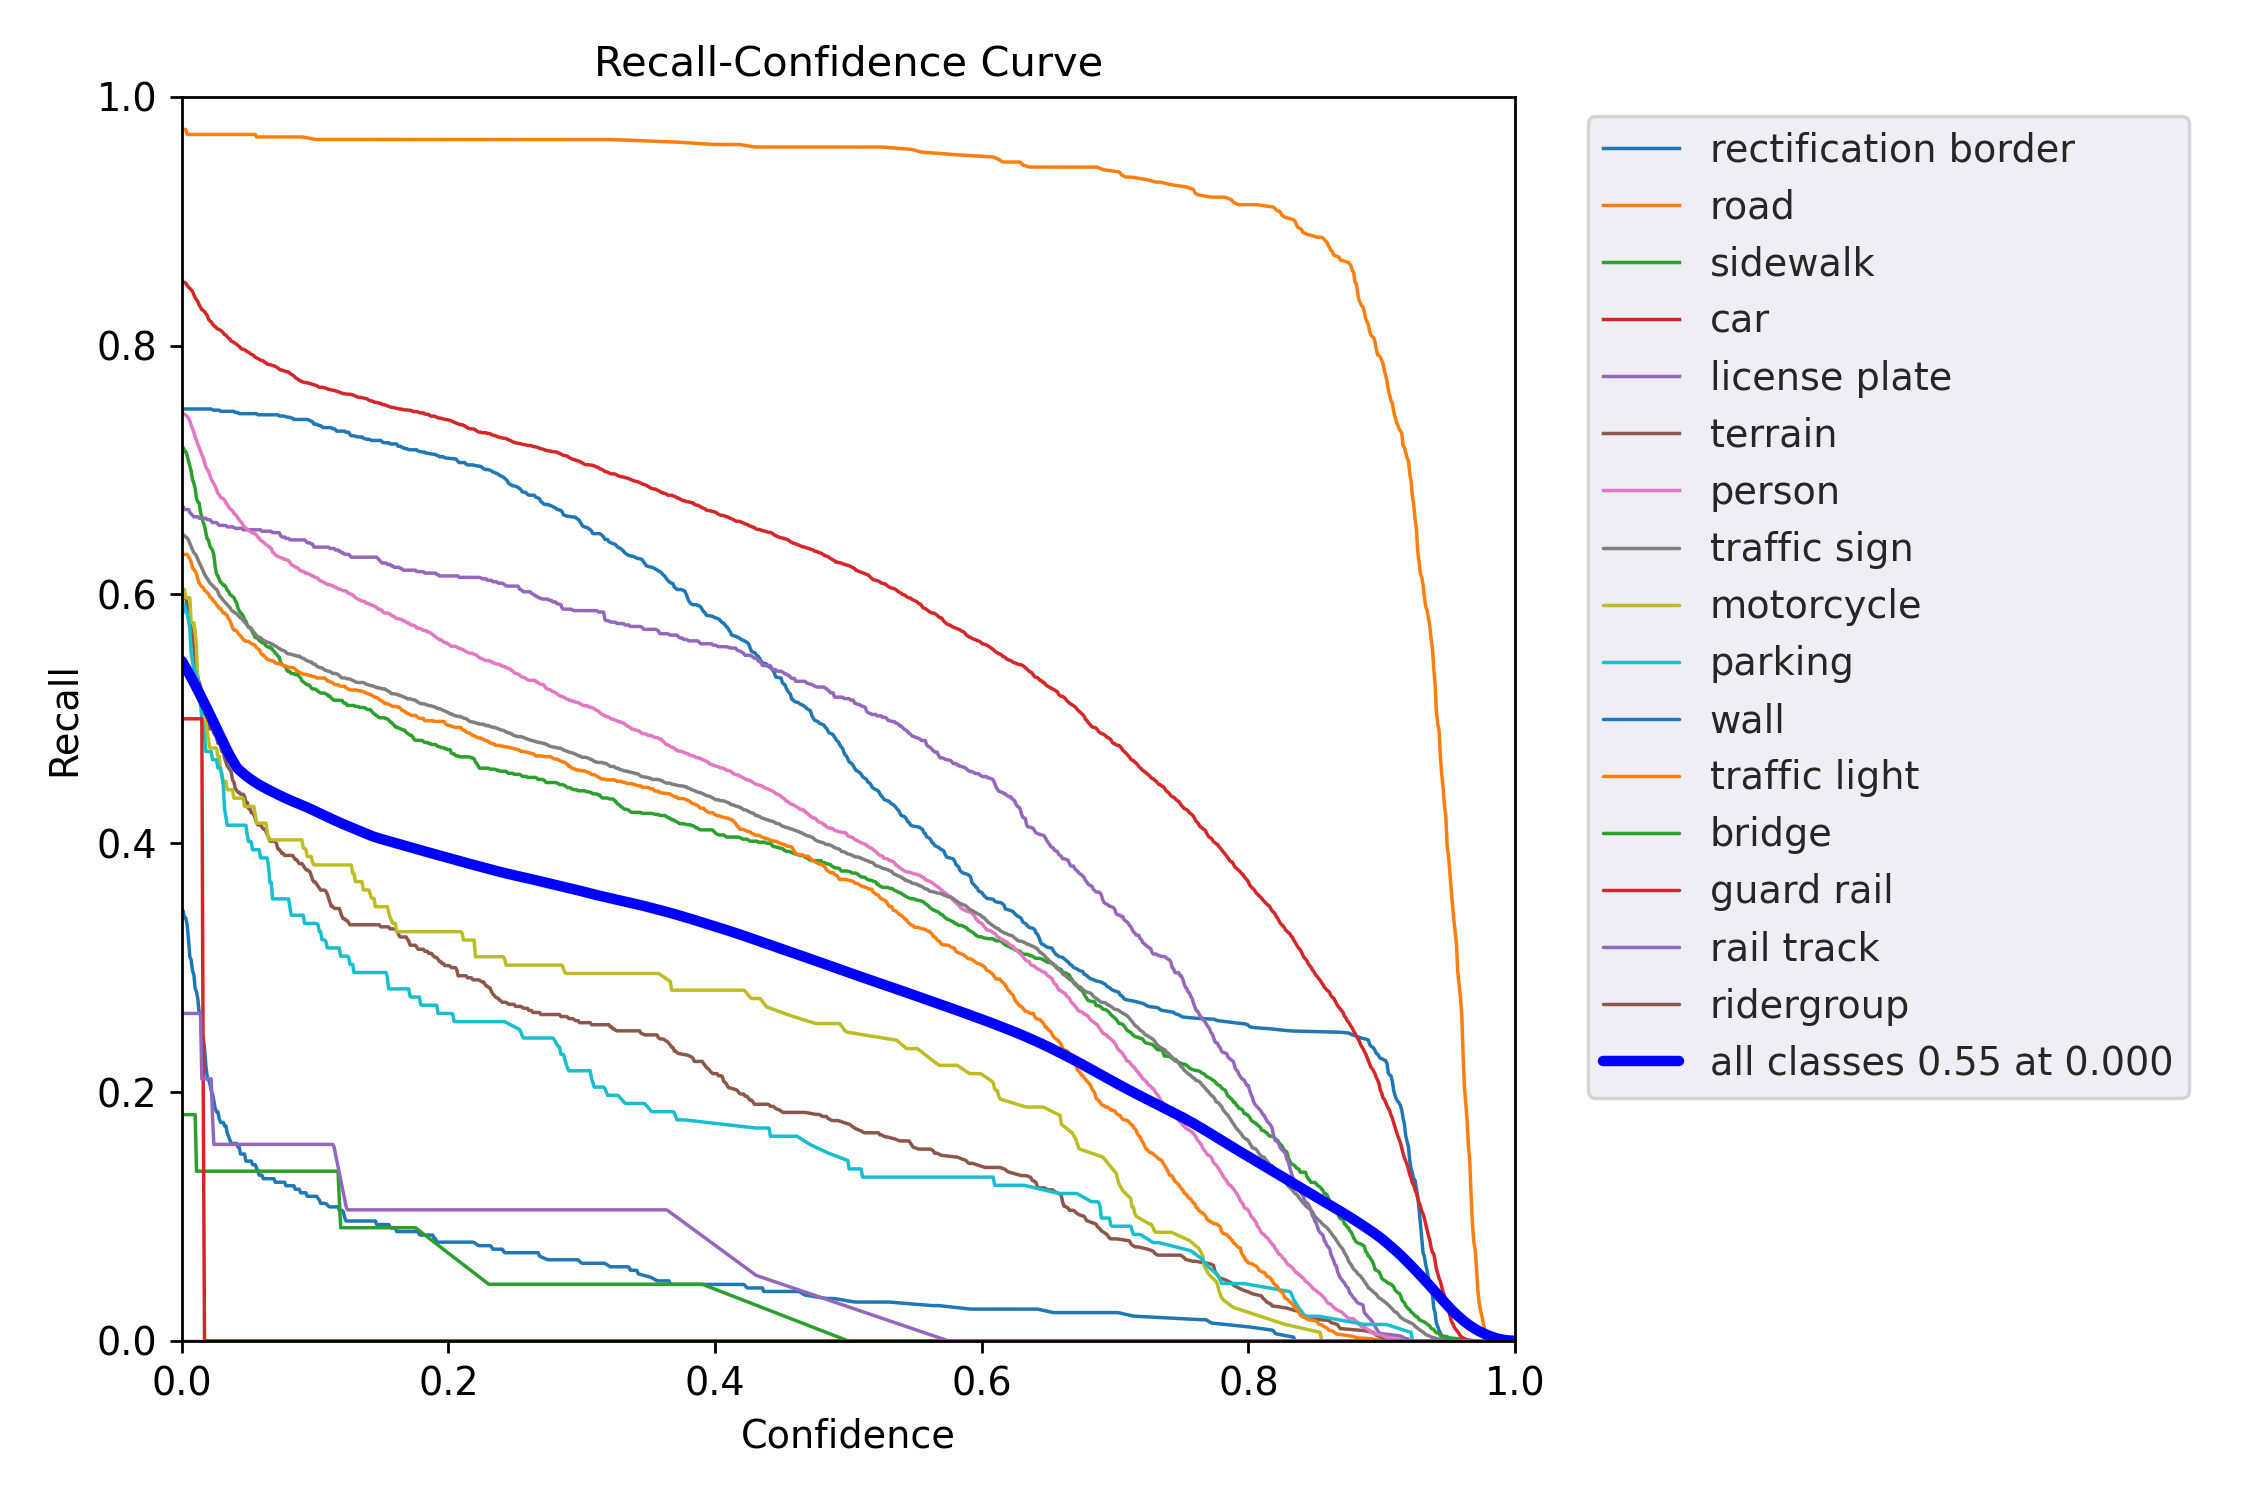 Recall-Confidence Curve
1.0
0.8
0.6
0.4
0.2
0.0
Recall
0.0 0.2 0.4 0.6 0.8 1.0
Confidence
rectification border
road
sidewalk
car
license plate
terrain
person
traffic sign
motorcycle
parking
wall
traffic light
bridge
guard rail
rail track
ridergroup
all classes 0.55 at 0.000